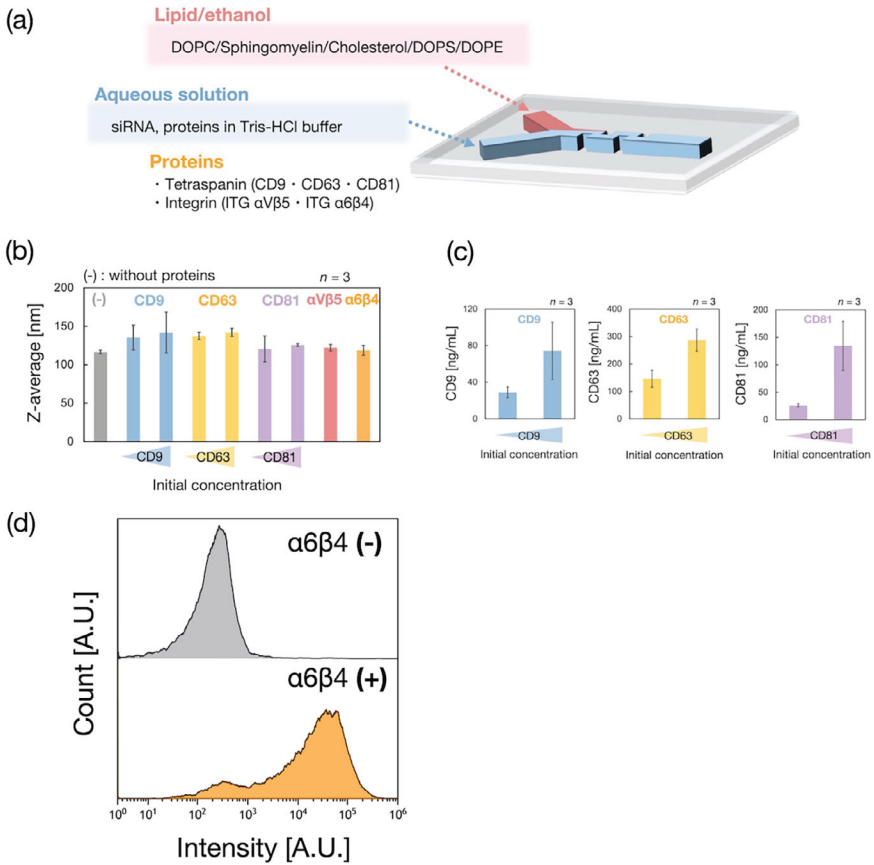 (a)
Lipid/ethanol
DOPC/Sphingomyelin/Cholesterol/DOPS/DOPE
Aqueous solution
siRNA, proteins in Tris-HCl buffer
Proteins
・Tetraspanin (CD9・CD63・CD81)
・Integrin (ITG αVβ5・ITG α6β4)
(b)
(-) : without proteins
n = 3
(-) CD9 CD63 CD81 αVβ5 α6β4
Z-average [nm]
200
150
100
50
0
CD9 CD63 CD81
Initial concentration
(c)
n = 3
CD9
CD9 [ng/mL]
120
80
40
0
CD9
Initial concentration
n = 3
CD63
CD63 [ng/mL]
400
300
200
100
0
CD63
Initial concentration
n = 3
CD81
CD81 [ng/mL]
200
150
100
50
0
CD81
Initial concentration
(d)
α6β4 (-)
α6β4 (+)
Count [A.U.]
10⁰ 10¹ 10² 10³ 10⁴ 10⁵ 10⁶
Intensity [A.U.]